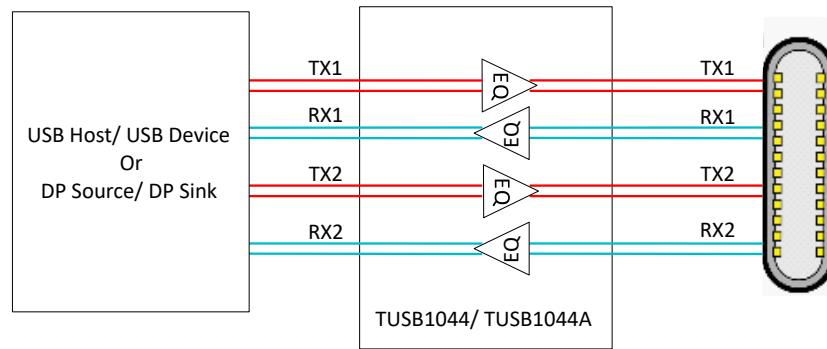 TX1
EQ
TX1
RX1
EQ
RX1
USB Host/ USB Device
Or
DP Source/ DP Sink
TX2
EQ
TX2
RX2
EQ
RX2
TUSB1044/ TUSB1044A